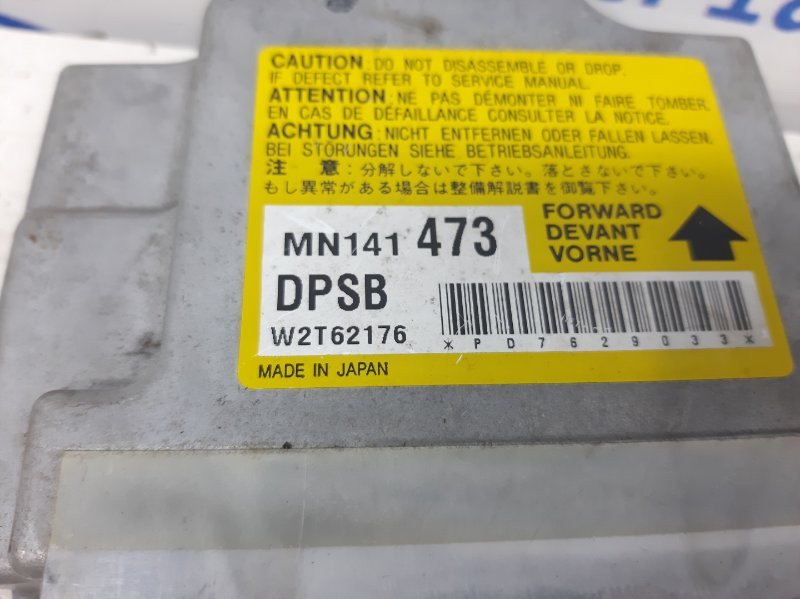 CAUTION: DO NOT DISASSEMBLE OR DROP.
IF DEFECT REFER TO SERVICE MANUAL.
ATTENTION: NE PAS DÉMONTER NI FAIRE TOMBER.
EN CAS DE DÉFAILLANCE CONSULTER LA NOTICE.
ACHTUNG: NICHT ENTFERNEN ODER FALLEN LASSEN.
BEI STÖRUNGEN SIEHE BETRIEBSANLEITUNG.
注 意:分解しないで下さい。落とさないで下さい。
もし異常がある場合は整備解説書を御覧下さい。
MN141 473
FORWARD
DEVANT
VORNE
DPSB
W2T62176
*PD7629033*
MADE IN JAPAN